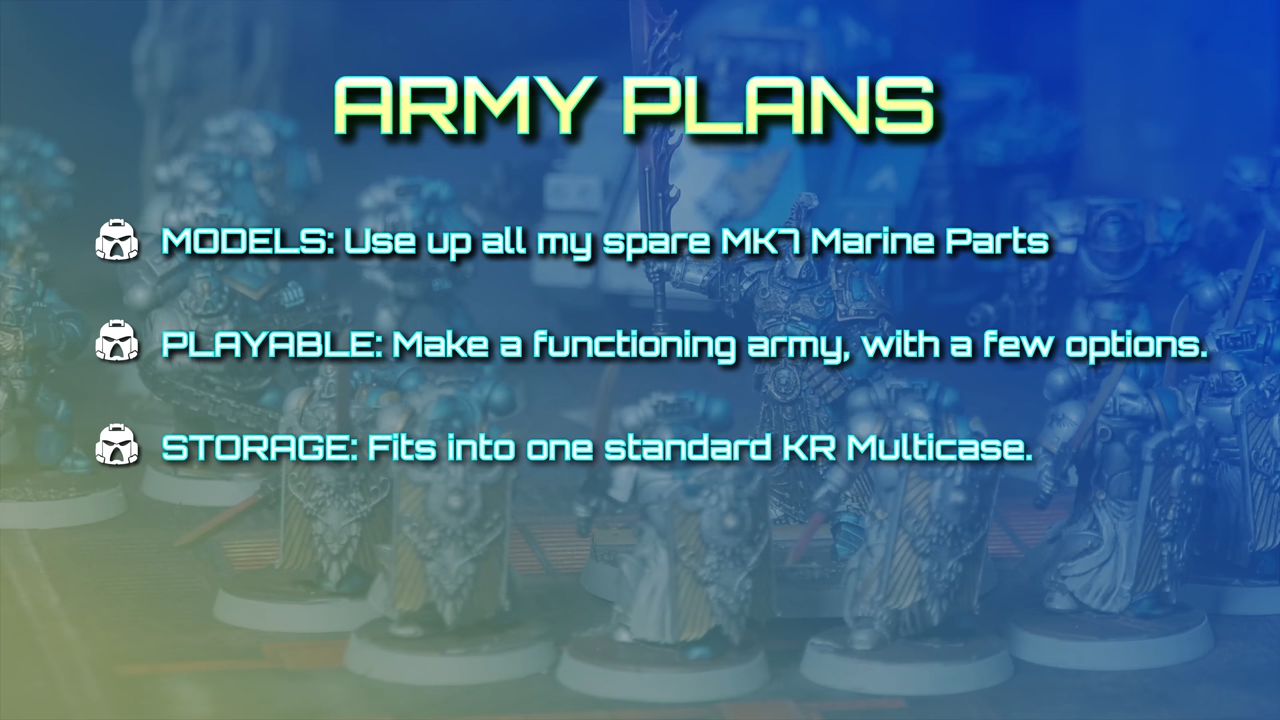 ARMY PLANS
MODELS: Use up all my spare MK7 Marine Parts
PLAYABLE: Make a functioning army, with a few options.
STORAGE: Fits into one standard KR Multicase.